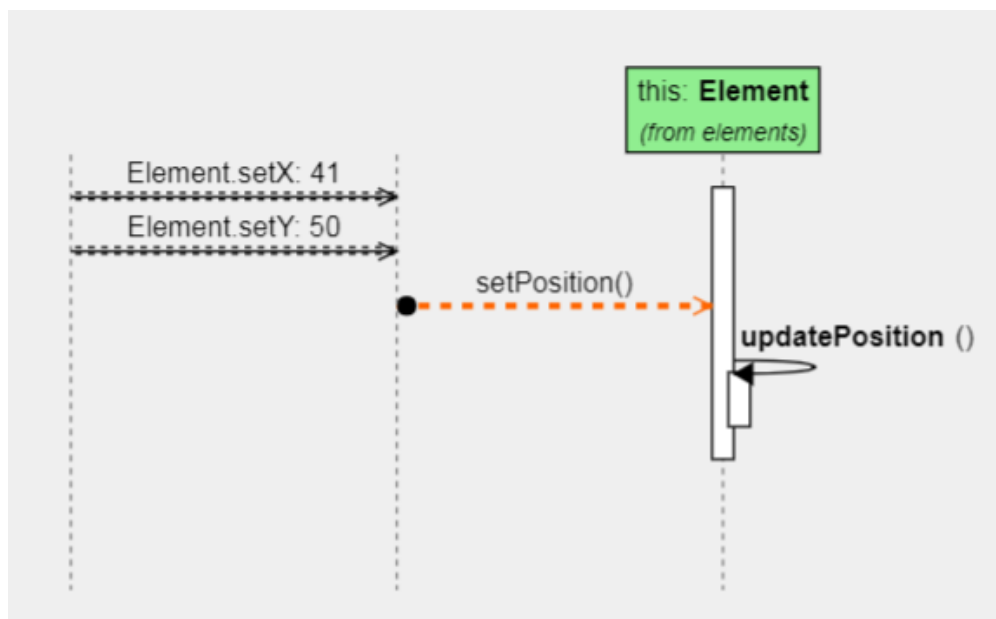 this: Element
(from elements)
Element.setX: 41
Element.setY: 50
setPosition()
updatePosition ()